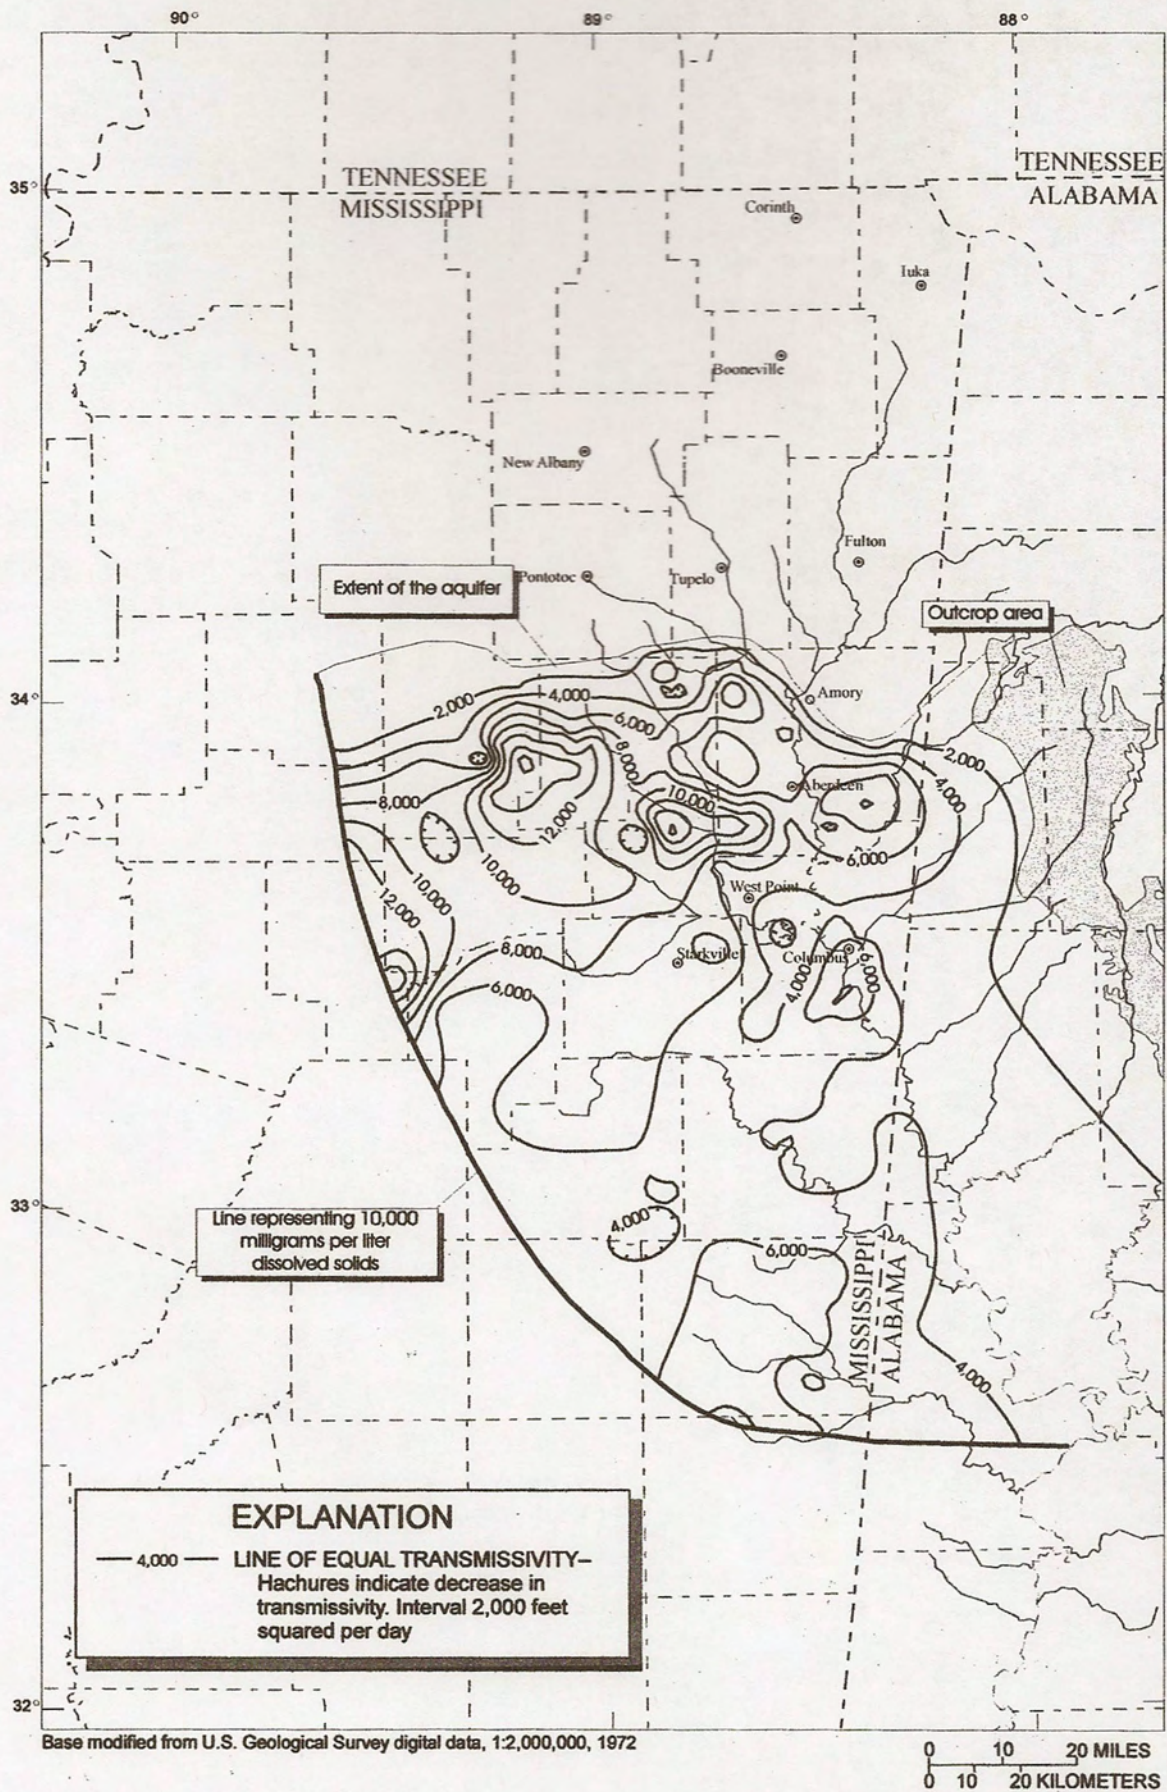 90°
89°
88°
35°
TENNESSEE
MISSISSIPPI
TENNESSEE
ALABAMA
Corinth
Iuka
Booneville
New Albany
Fulton
Extent of the aquifer
Pontotoc
Tupelo
Outcrop area
34°
Amory
2,000
4,000
6,000
8,000
2,000
4,000
8,000
10,000
Aberdeen
12,000
6,000
10,000
10,000
12,000
West Point
8,000
Starkville
Columbus
6,000
4,000
6,000
33°
Line representing 10,000
milligrams per liter
dissolved solids
4,000
6,000
MISSISSIPPI
ALABAMA
4,000
EXPLANATION
4,000 LINE OF EQUAL TRANSMISSIVITY–
Hachures indicate decrease in
transmissivity. Interval 2,000 feet
squared per day
32°
Base modified from U.S. Geological Survey digital data, 1:2,000,000, 1972
0 10 20 MILES
0 10 20 KILOMETERS